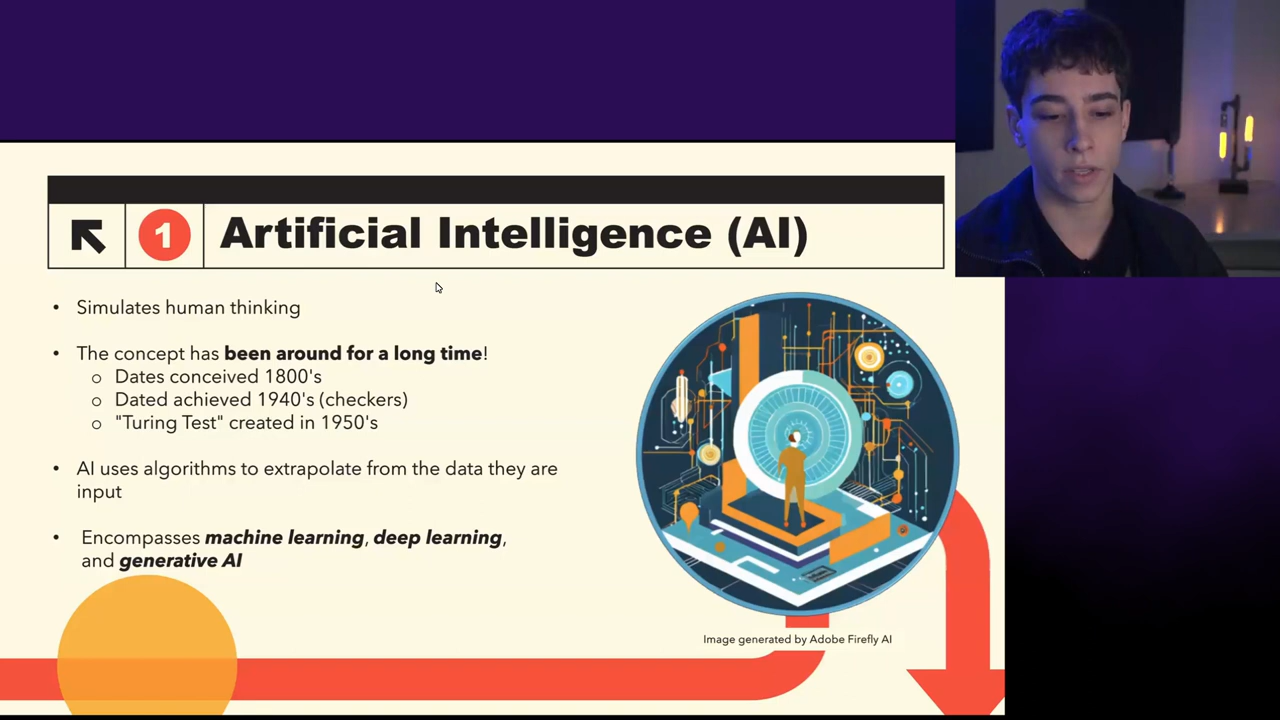 1 Artificial Intelligence (AI)
• Simulates human thinking
• The concept has been around for a long time!
o Dates conceived 1800's
o Dated achieved 1940's (checkers)
o "Turing Test" created in 1950's
• AI uses algorithms to extrapolate from the data they are
input
• Encompasses machine learning, deep learning,
and generative AI
Image generated by Adobe Firefly AI